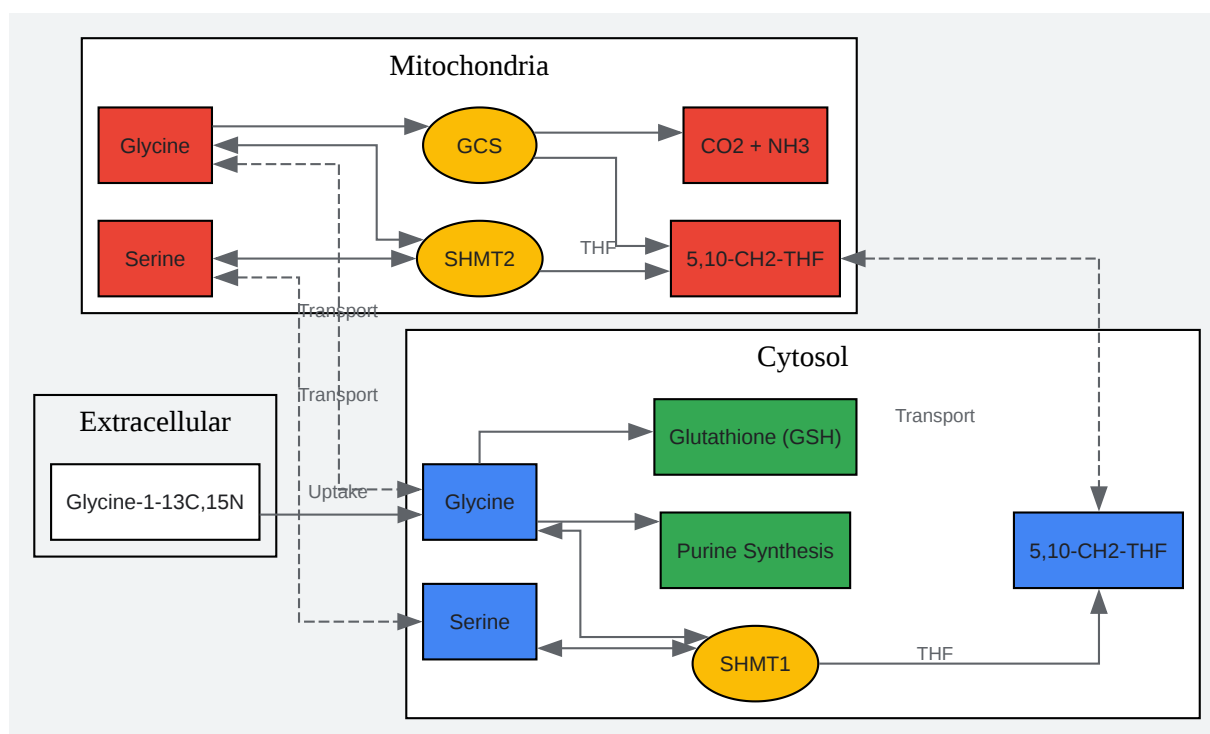 Mitochondria
Glycine
GCS
CO2 + NH3
Serine
SHMT2
THF
5,10-CH2-THF
Transport
Transport
Extracellular
Glycine-1-13C,15N
Uptake
Cytosol
Glutathione (GSH)
Transport
Glycine
Purine Synthesis
5,10-CH2-THF
Serine
SHMT1
THF